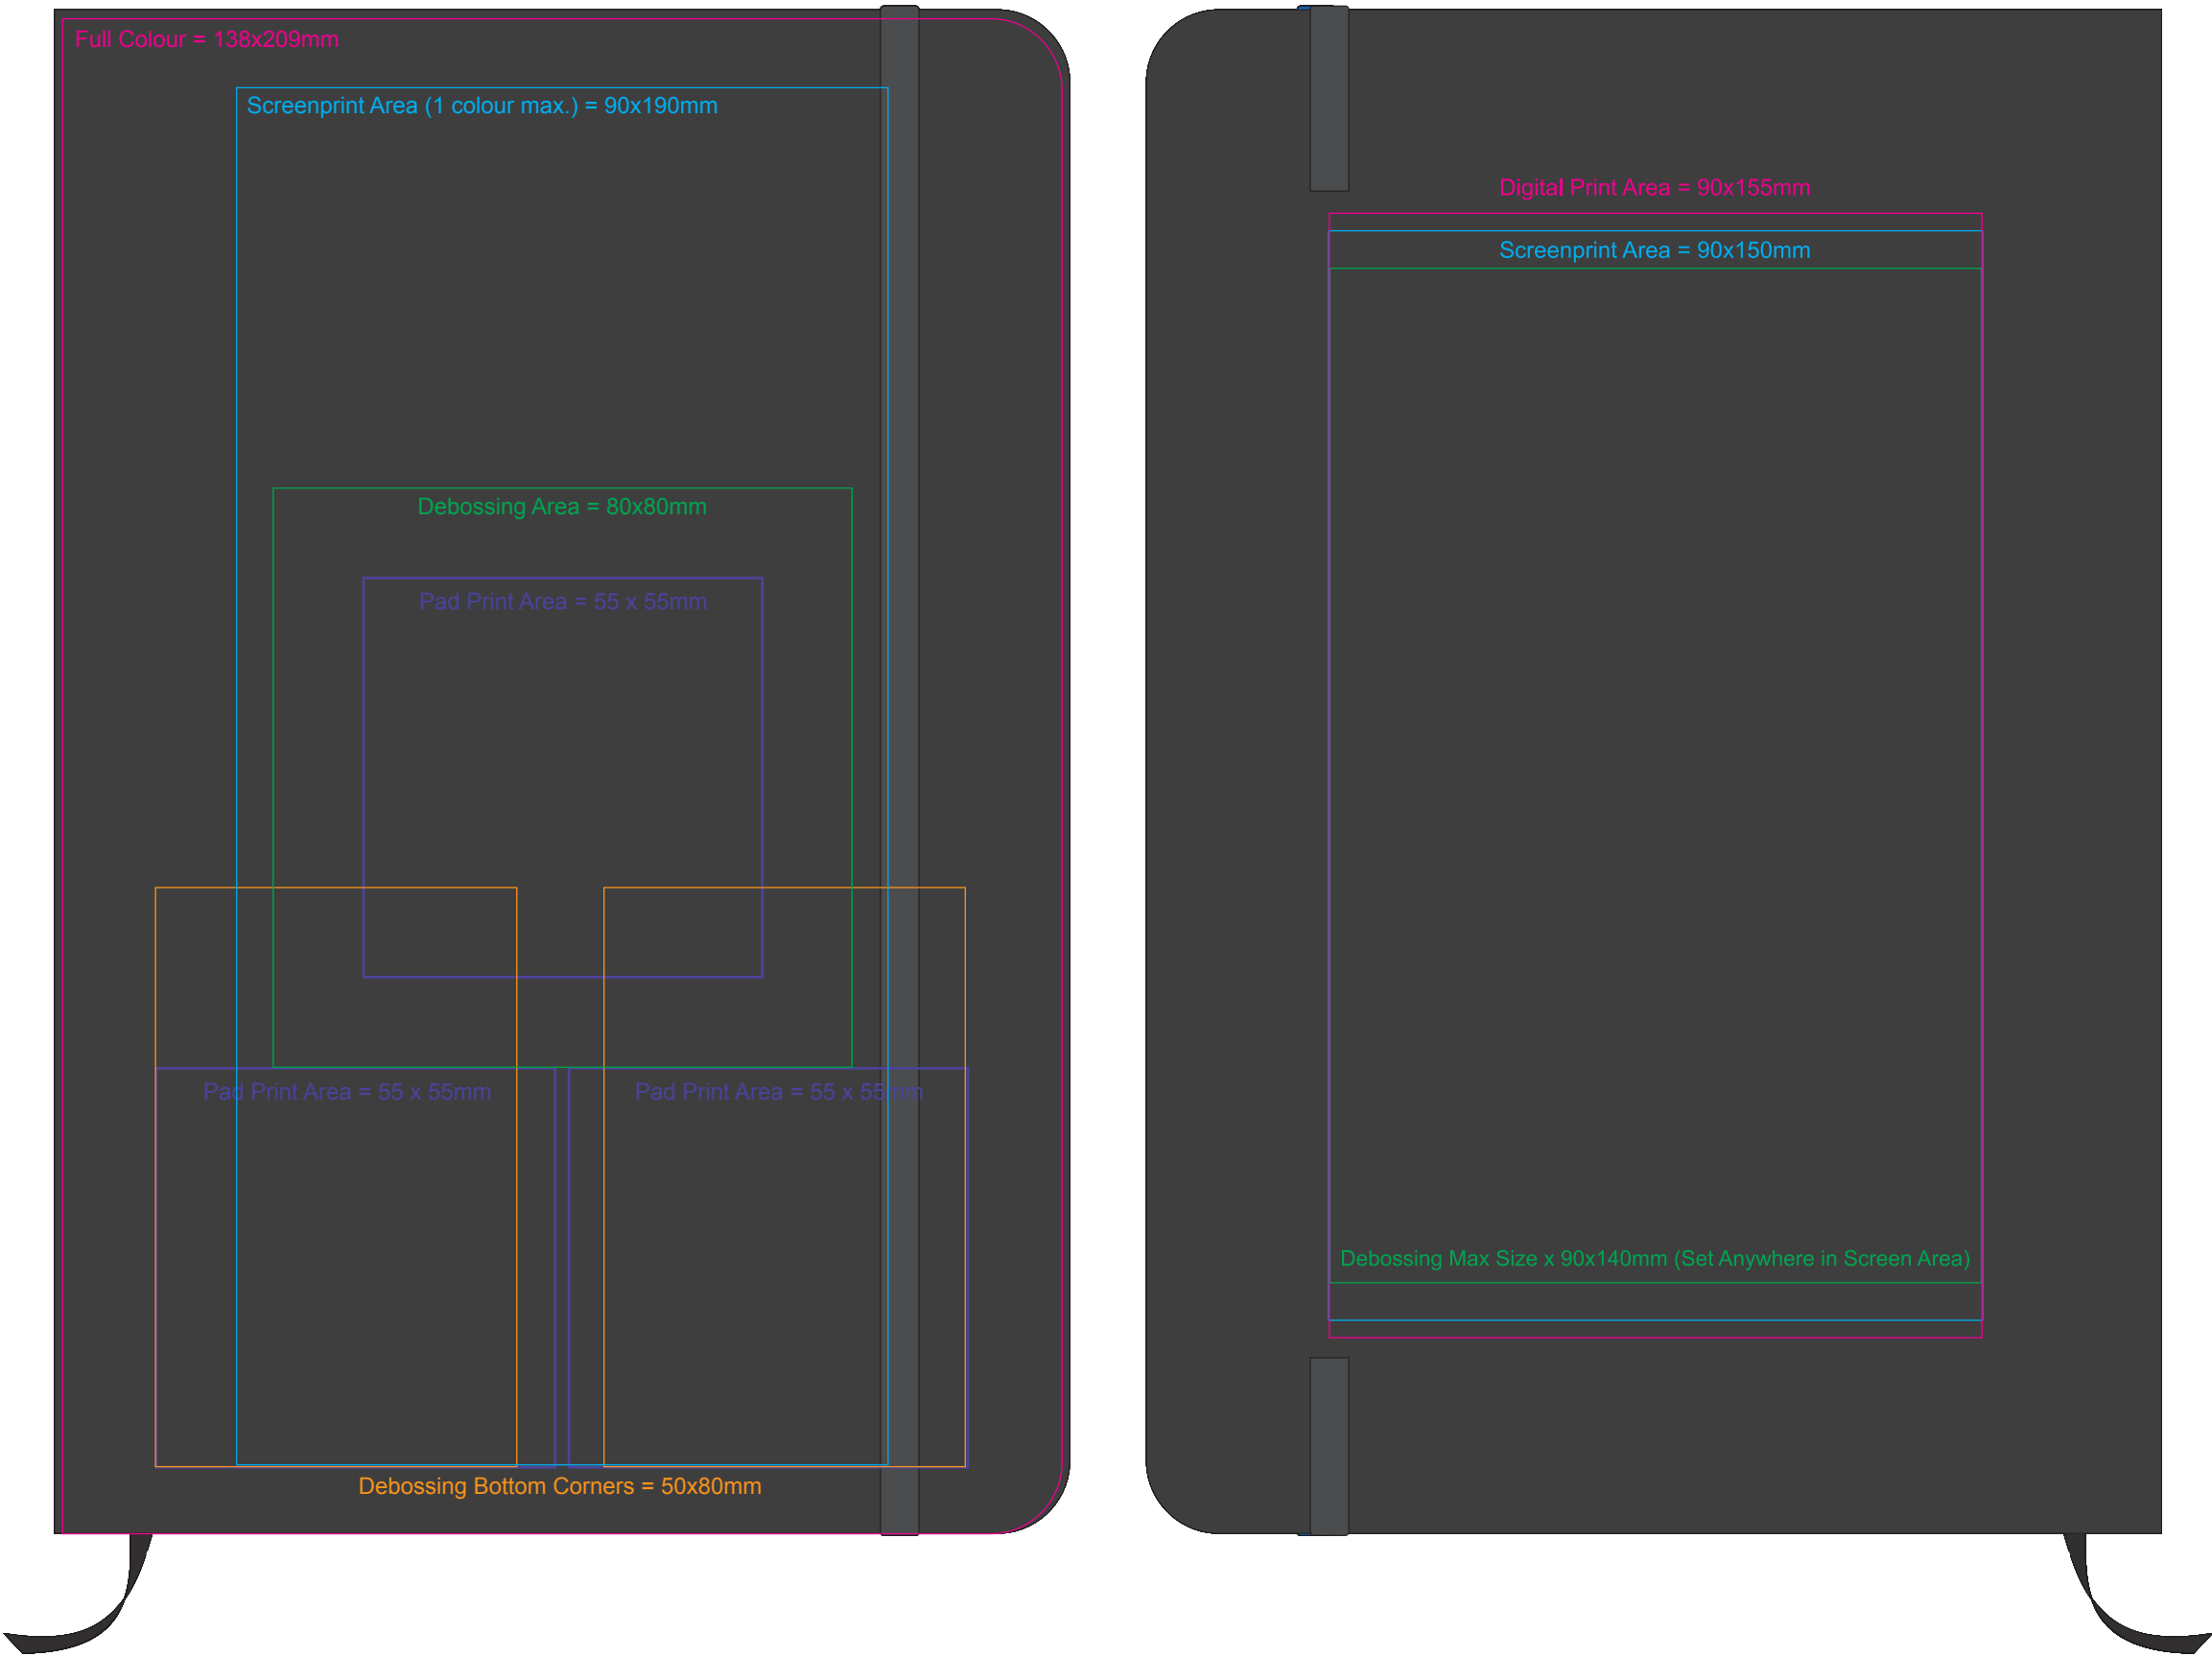 Full Colour = 138x209mm
Screenprint Area (1 colour max.) = 90x190mm
Debossing Area = 80x80mm
Pad Print Area = 55 x 55mm
Pad Print Area = 55 x 55mm
Pad Print Area = 55 x 55mm
Debossing Bottom Corners = 50x80mm
Digital Print Area = 90x155mm
Screenprint Area = 90x150mm
Debossing Max Size x 90x140mm (Set Anywhere in Screen Area)